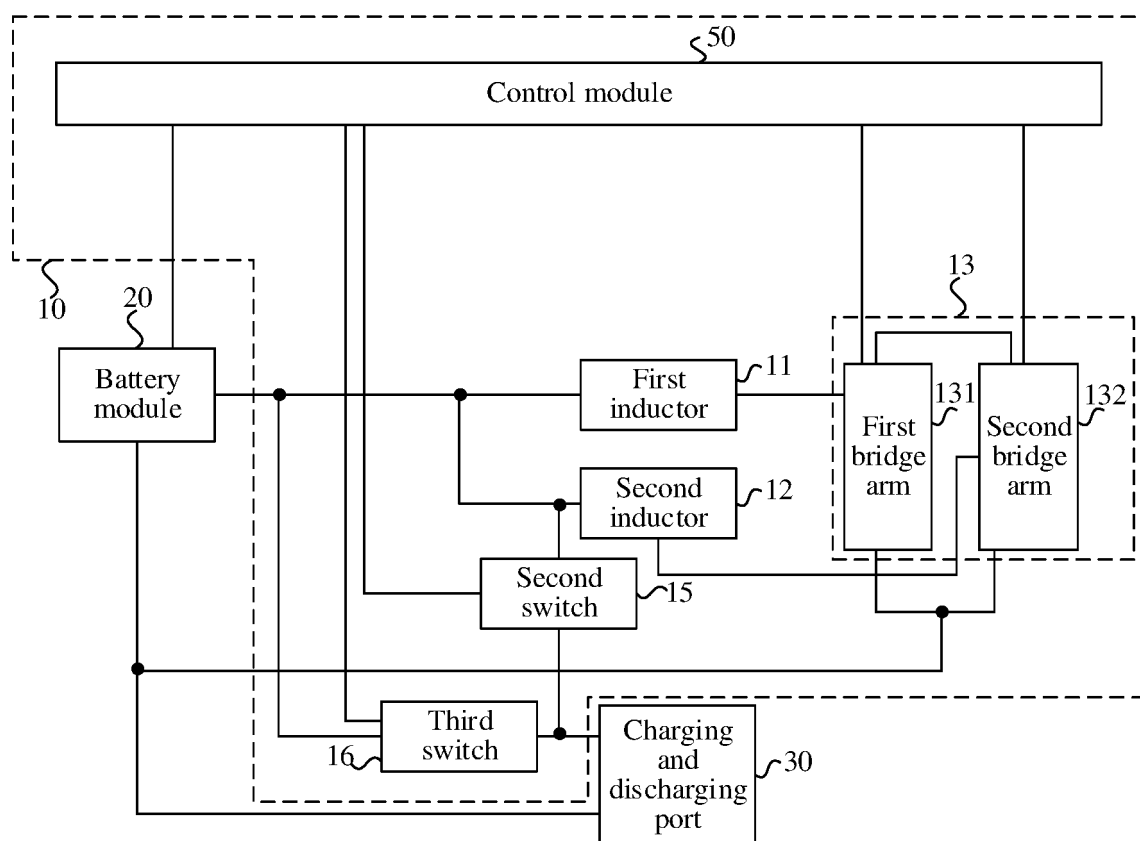 50
Control module
10
20
13
Battery
module
First
inductor
11
First
bridge
arm
131
Second
bridge
arm
132
Second
inductor
12
Second
switch
15
Third
switch
16
Charging
and
discharging
port
30